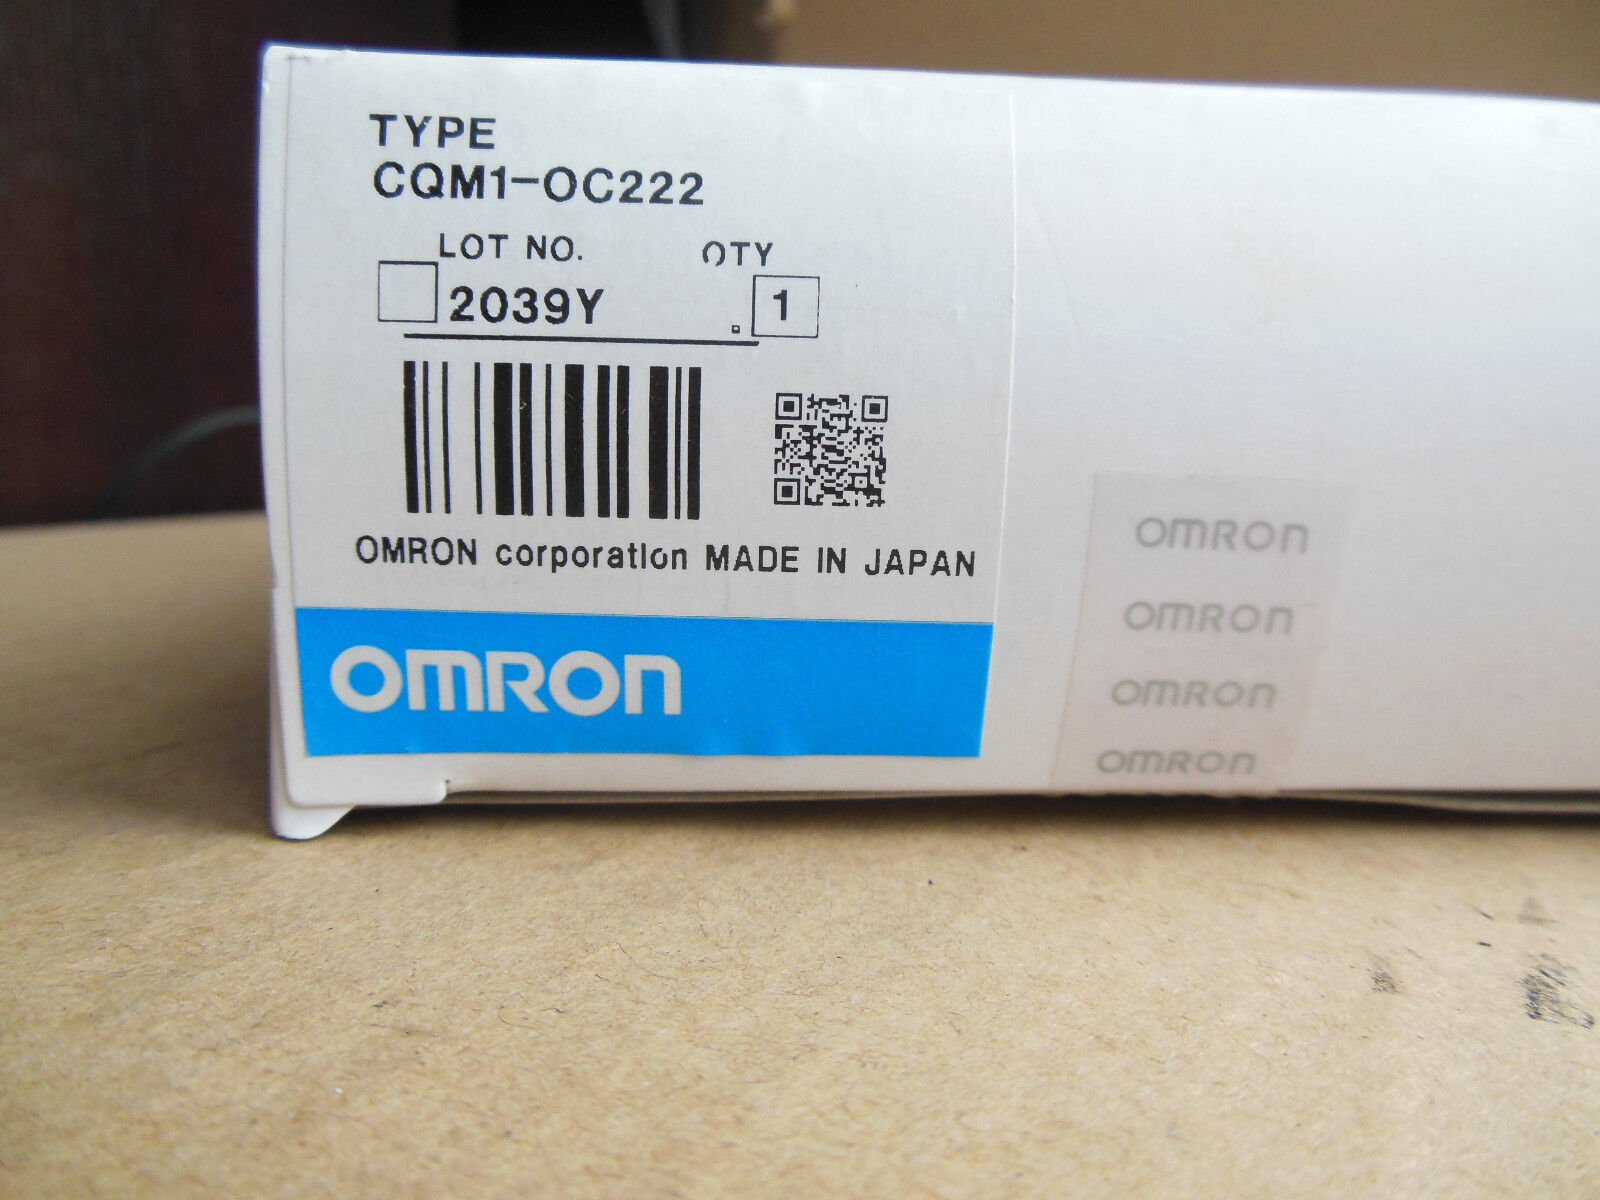 TYPE
CQM1-OC222
LOT NO. QTY
2039Y 1
OMRON corporation MADE IN JAPAN
OMRON
OMRON
OMRON
OMRON
OMRON